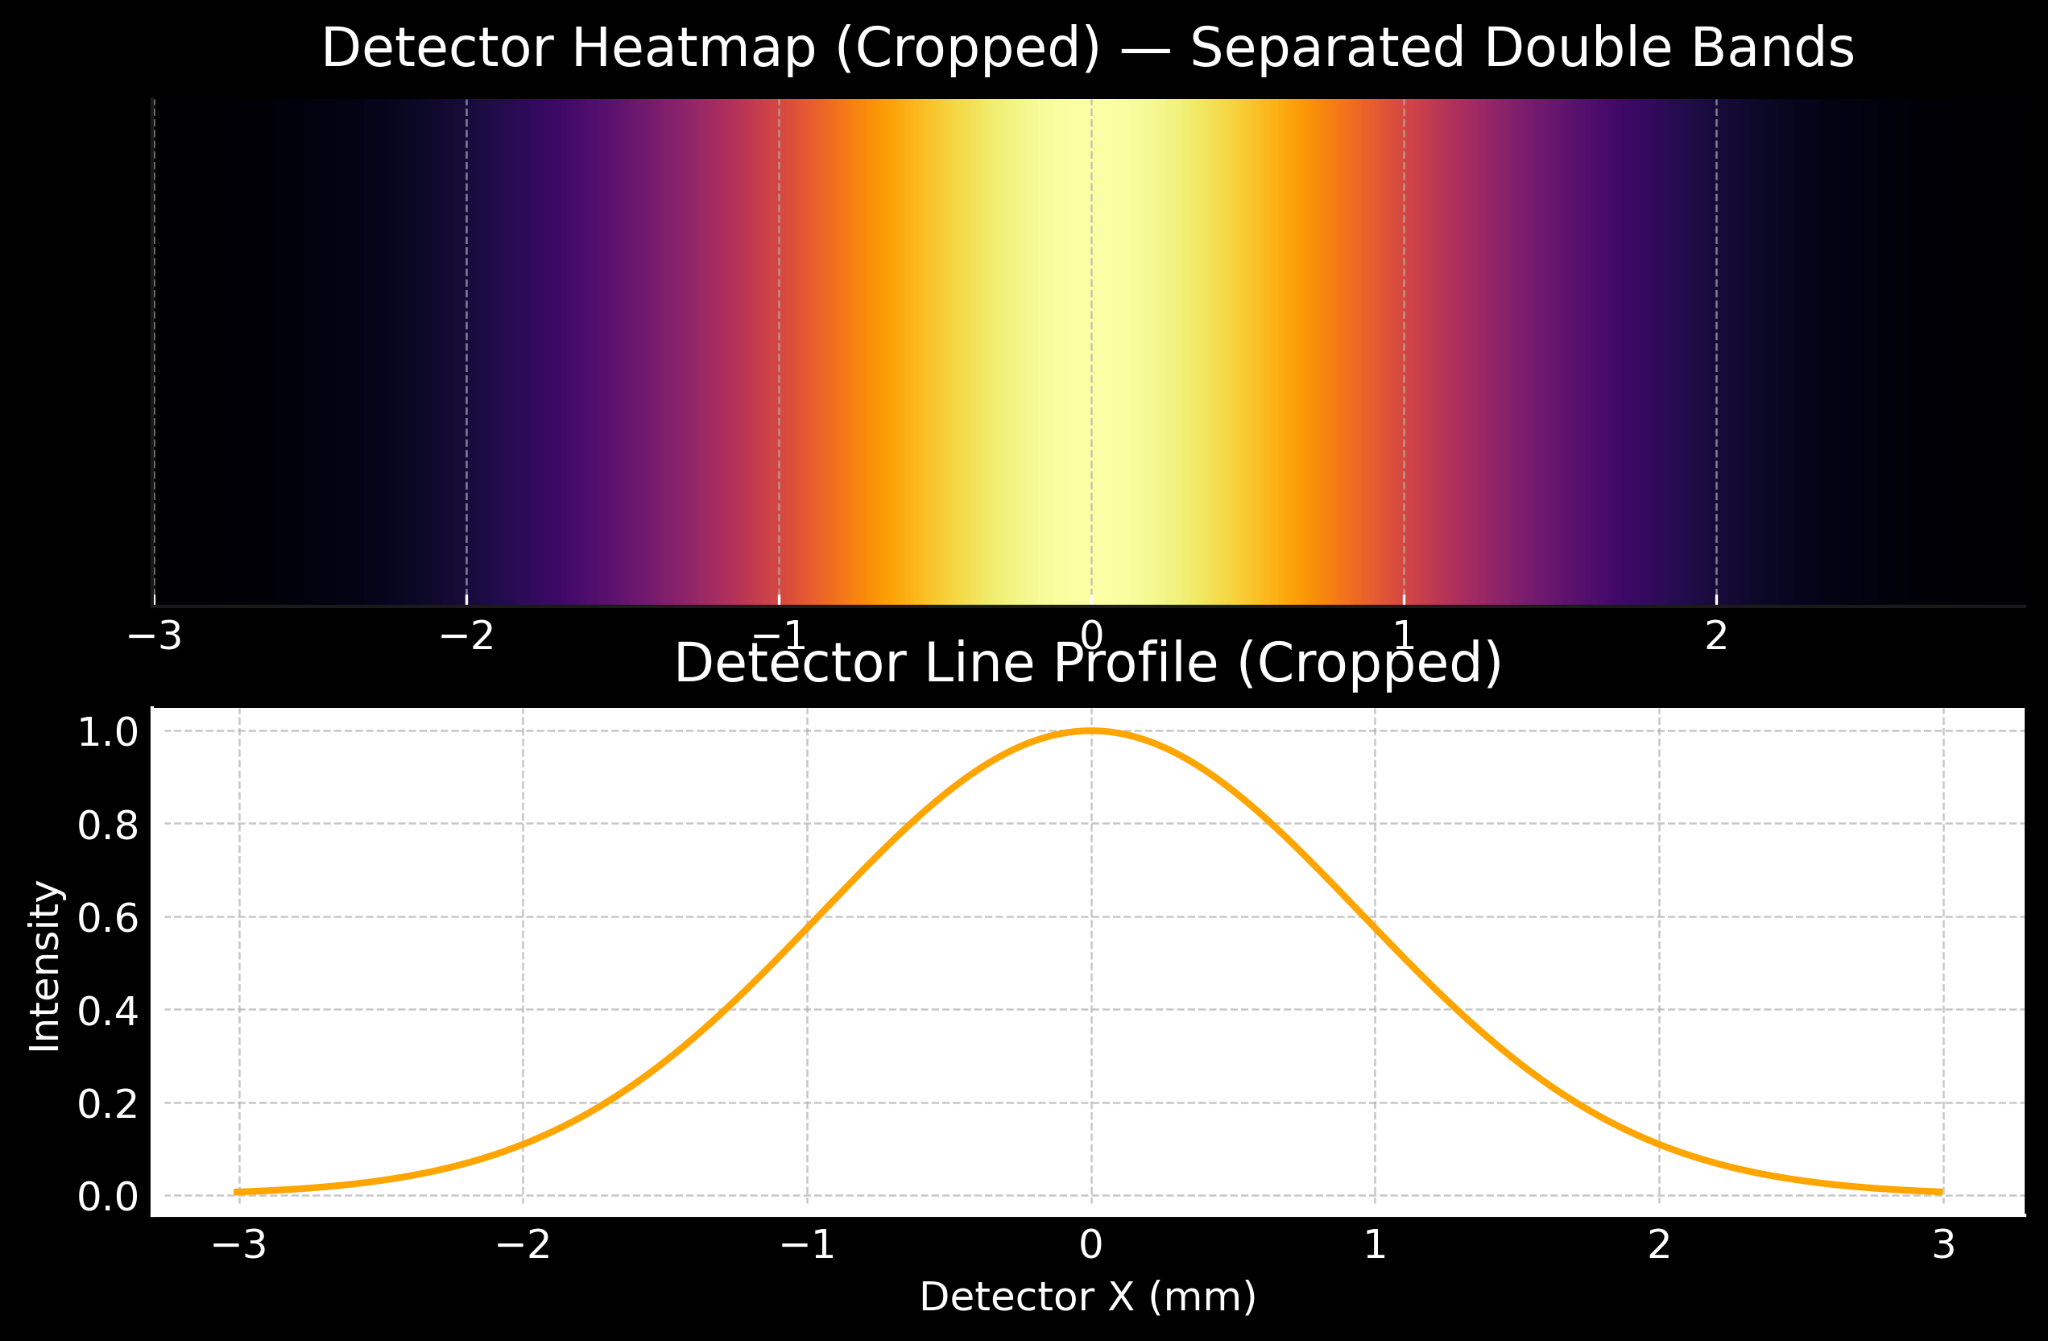 Detector Heatmap (Cropped) — Separated Double Bands
−3 −2 −1 0 1 2
Detector Line Profile (Cropped)
1.0
0.8
0.6
0.4
0.2
0.0
Intensity
−3 −2 −1 0 1 2 3
Detector X (mm)